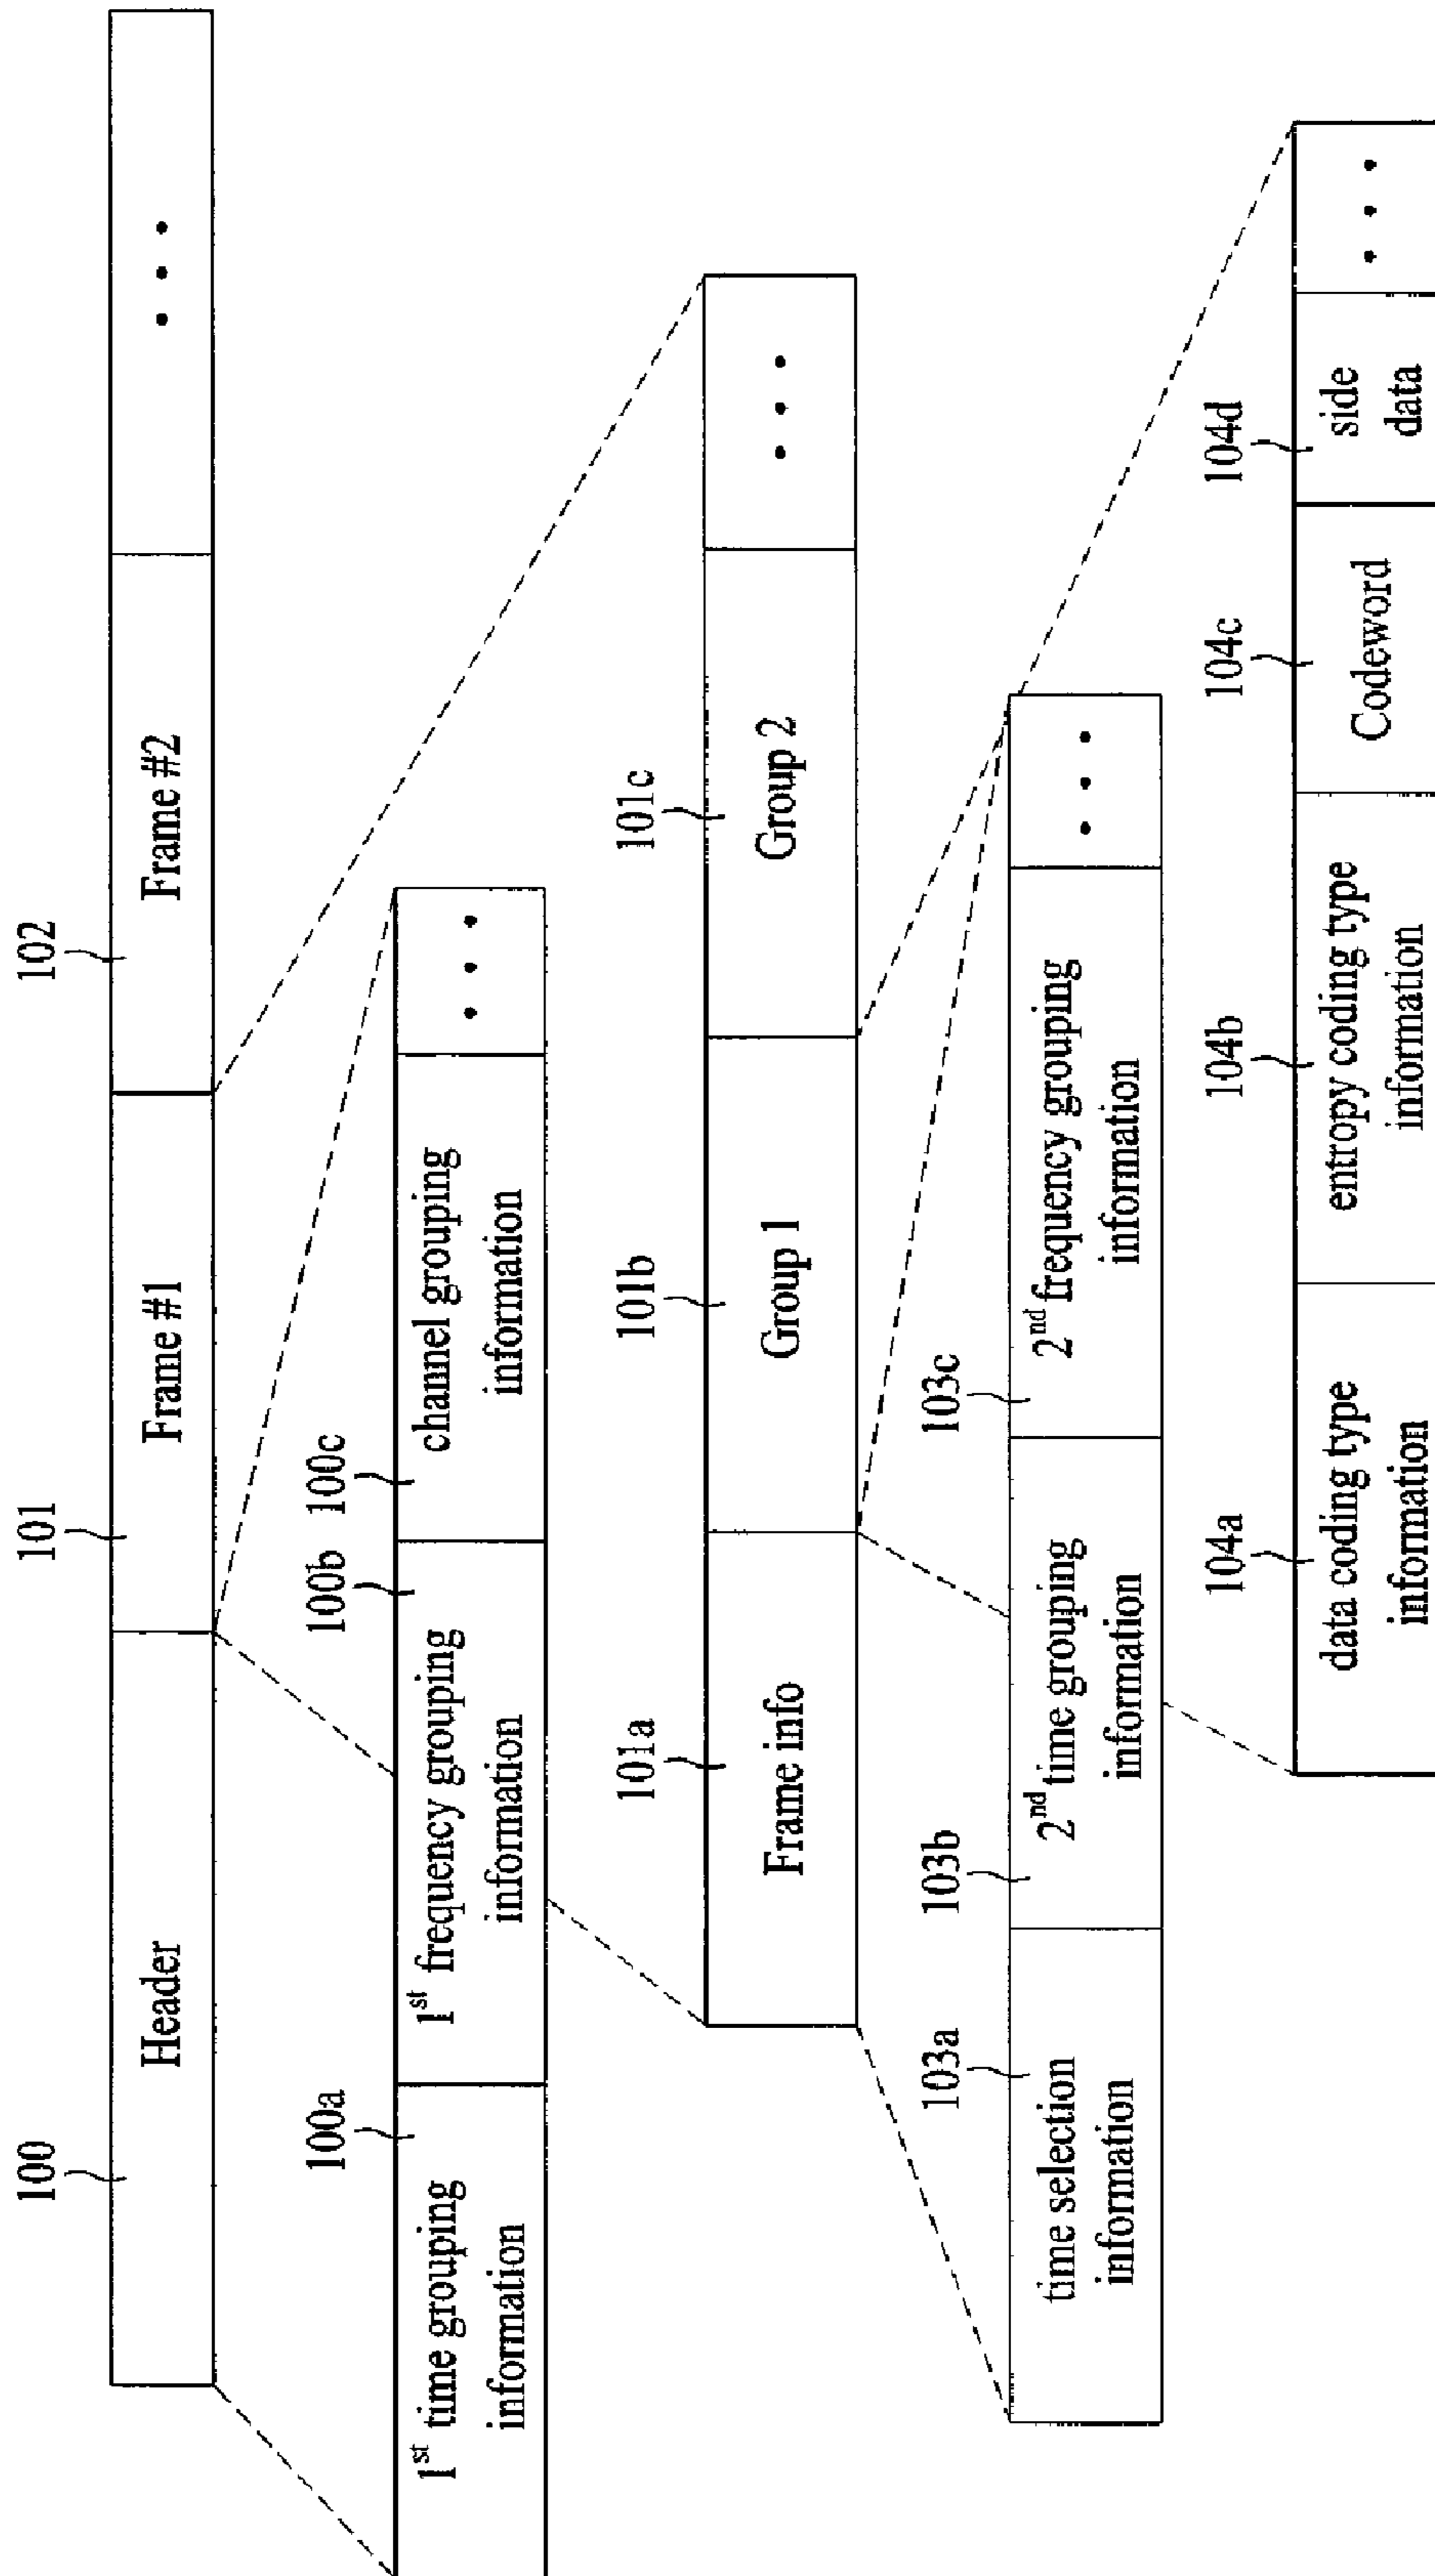 100
101
102
Header
Frame #1
Frame #2
• • •
100a
100b
100c
1st time grouping
information
1st frequency grouping
information
channel grouping
information
• • •
101a
101b
101c
Frame info
Group 1
Group 2
• • •
103a
103b
103c
time selection
information
2nd time grouping
information
2nd frequency grouping
information
• • •
104a
104b
104c
104d
data coding type
information
entropy coding type
information
Codeword
side
data
• • •